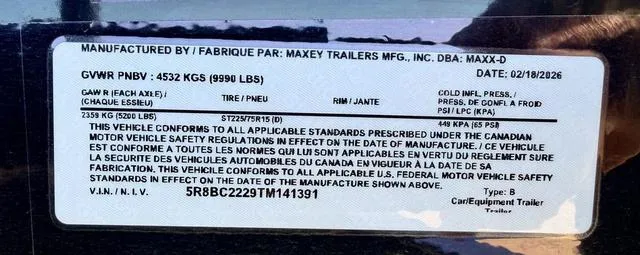 MANUFACTURED BY / FABRIQUE PAR: MAXEY TRAILERS MFG., INC. DBA: MAXX-D
GVWR PNBV : 4532 KGS (9990 LBS) DATE: 02/18/2026
GAWR (EACH AXLE) / (CHAQUE ESSIEU) TIRE / PNEU RIM / JANTE COLD INFL. PRESS. / PRESS. DE GONFL A FROID PSI / LPC (KPA)
2359 KG (5200 LBS) ST225/75R15 (D) 448 KPA (65 PSI)
THIS VEHICLE CONFORMS TO ALL APPLICABLE STANDARDS PRESCRIBED UNDER THE CANADIAN
MOTOR VEHICLE SAFETY REGULATIONS IN EFFECT ON THE DATE OF MANUFACTURE. / CE VEHICULE
EST CONFORME A TOUTES LES NORMES QUI LUI SONT APPLICABLES EN VERTU DU REGLEMENT SURE
LA SECURITE DES VEHICULES AUTOMOBILES DU CANADA EN VIGUEUR À LA DATE DE SA
FABRICATION. THIS VEHICILE CONFORMS TO ALL APPLICABLE U.S. FEDERAL MOTOR VEHICLE SAFETY
STANDARDS IN EFFECT ON THE DATE OF THE MANUFACTURE SHOWN ABOVE.
V.I.N. / N.I.V. 5R8BC2229TM141391 Type: B
Car/Equipment Trailer
Trailer